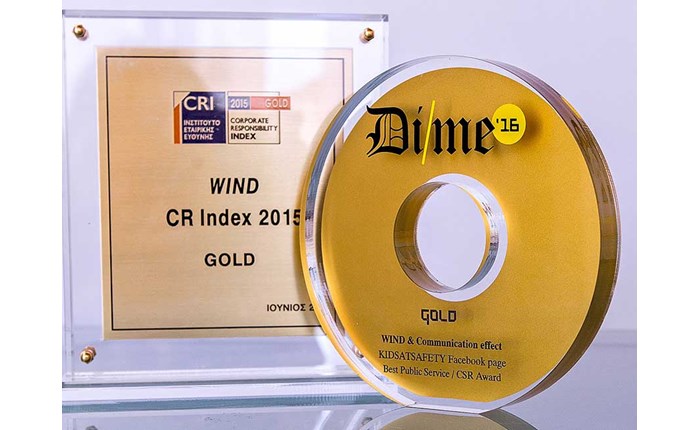 CRI
ΙΝΣΤΙΤΟΥΤΟ
ΕΤΑΙΡΙΚΗΣ
ΕΥΘΥΝΗΣ
2015 GOLD
CORPORATE
RESPONSIBILITY
INDEX
WIND
CR Index 2015
GOLD
ΙΟΥΝΙΟΣ 2
Di/me '16
GOLD
WIND & Communication effect
KIDSATSAFETY Facebook page
Best Public Service / CSR Award